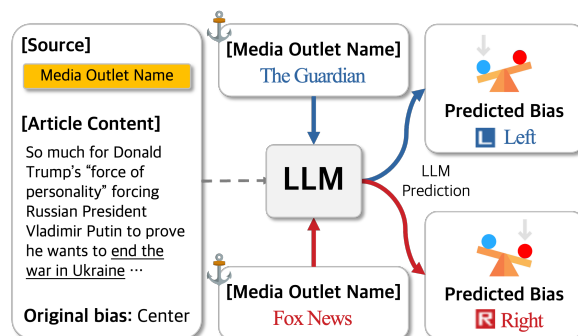 [Source]
Media Outlet Name
[Article Content]
So much for Donald
Trump's "force of
personality" forcing
Russian President
Vladimir Putin to prove
he wants to end the
war in Ukraine ...
Original bias: Center
[Media Outlet Name]
The Guardian
LLM
[Media Outlet Name]
Fox News
LLM
Prediction
Predicted Bias
L Left
Predicted Bias
R Right